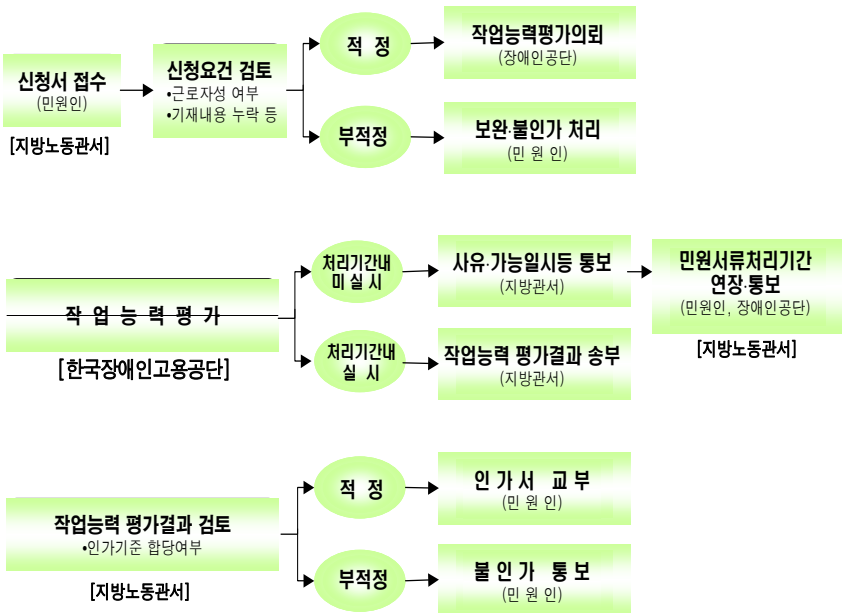 신청서 접수
(민원인)
[지방노동관서]
신청요건 검토
•근로자성 여부
•기재내용 누락 등
적 정
작업능력평가의뢰
(장애인공단)
부적정
보완·불인가 처리
(민 원 인)
작 업 능 력 평 가
[한국장애인고용공단]
처리기간내
미 실 시
사유·가능일시등 통보
(지방관서)
민원서류처리기간
연장·통보
(민원인, 장애인공단)
[지방노동관서]
처리기간내
실 시
작업능력 평가결과 송부
(지방관서)
작업능력 평가결과 검토
•인가기준 합당여부
[지방노동관서]
적 정
인 가 서 교 부
(민 원 인)
부적정
불 인 가 통 보
(민 원 인)